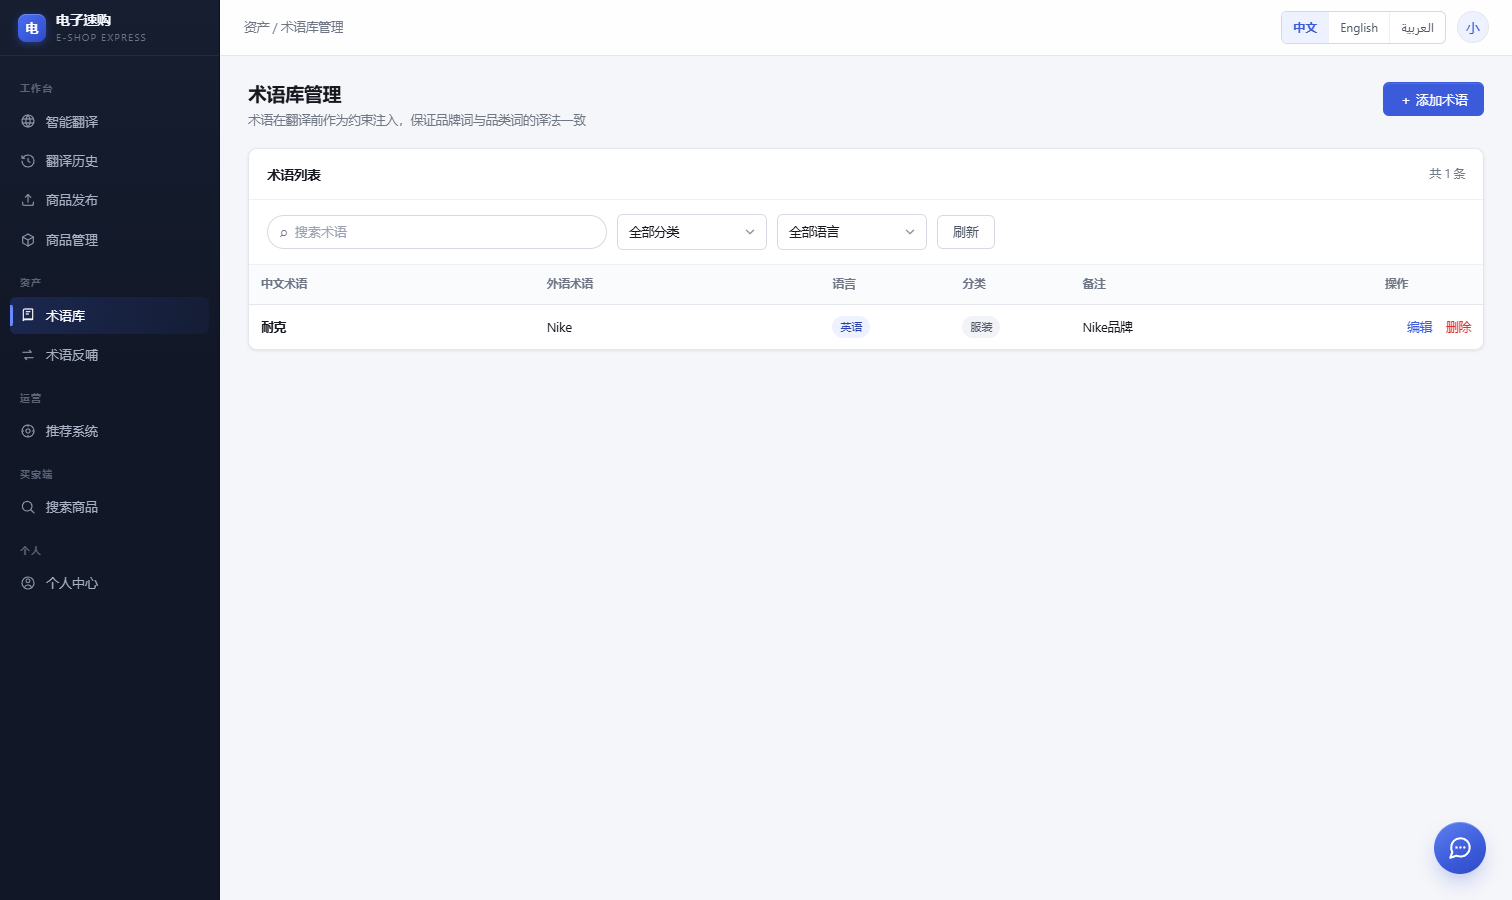 电
电子速购
E-SHOP EXPRESS
资产 / 术语库管理
中文 English العربية 小
工作台
智能翻译
翻译历史
商品发布
商品管理
资产
术语库
术语反哺
运营
推荐系统
买家端
搜索商品
个人
个人中心
术语库管理
术语在翻译前作为约束注入，保证品牌词与品类词的译法一致
+ 添加术语
术语列表 共 1 条
搜索术语 全部分类 全部语言 刷新
中文术语 外语术语 语言 分类 备注 操作
耐克 Nike 英语 服装 Nike品牌 编辑 删除